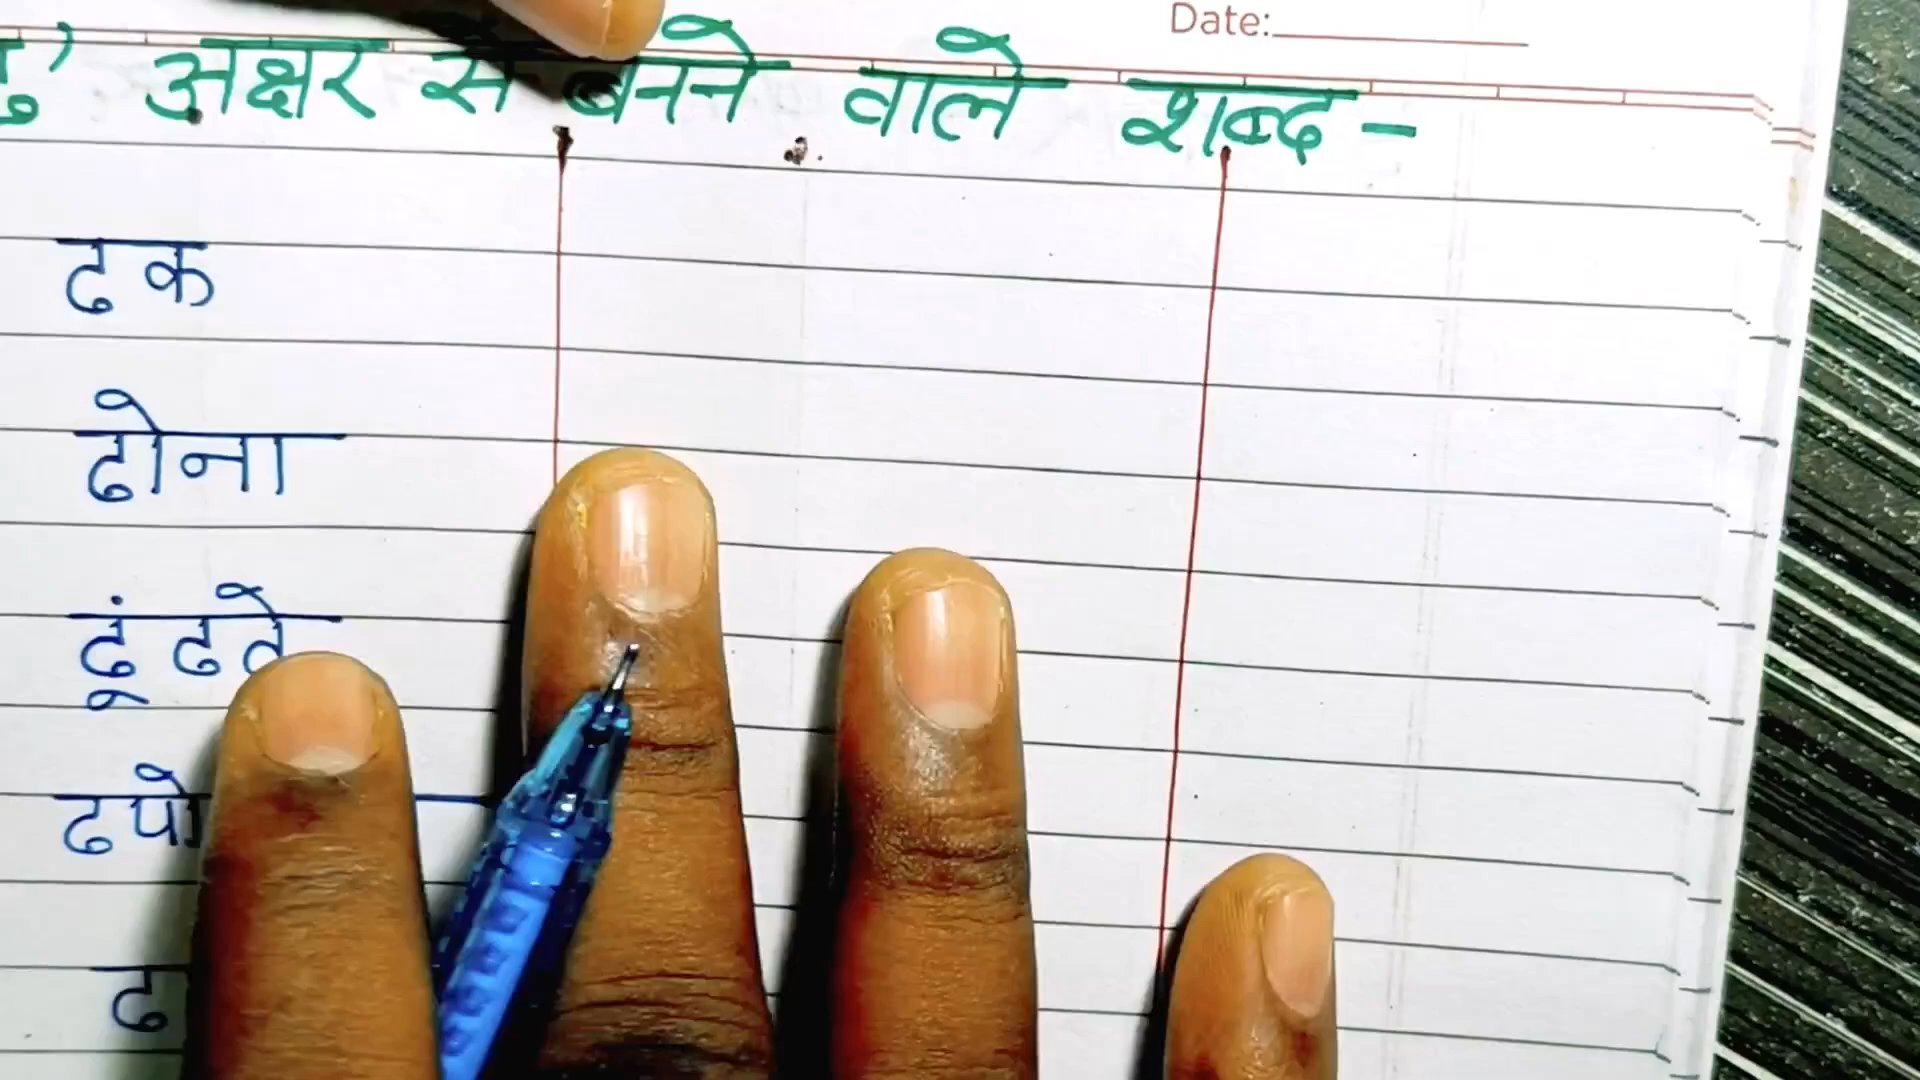 Date:
ढ' अक्षर से बनने वाले शब्द -
ढक
ढोना
ढूंढते